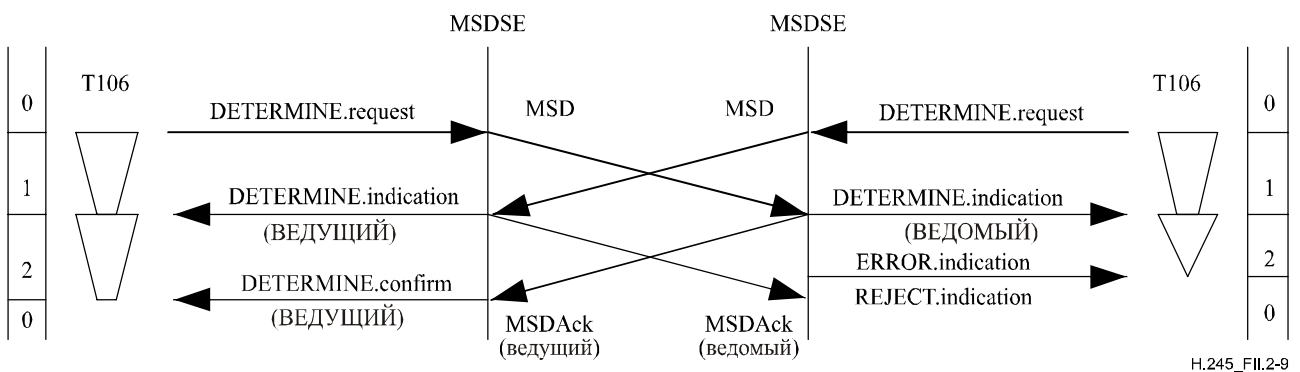 MSDSE MSDSE
T106 T106
0 DETERMINE.request MSD MSD DETERMINE.request 0
1 DETERMINE.indication DETERMINE.indication 1
(ВЕДУЩИЙ) (ВЕДОМЫЙ)
2 DETERMINE.confirm ERROR.indication 2
(ВЕДУЩИЙ) REJECT.indication
0 MSDAck MSDAck 0
(ведущий) (ведомый)
H.245_FII.2-9